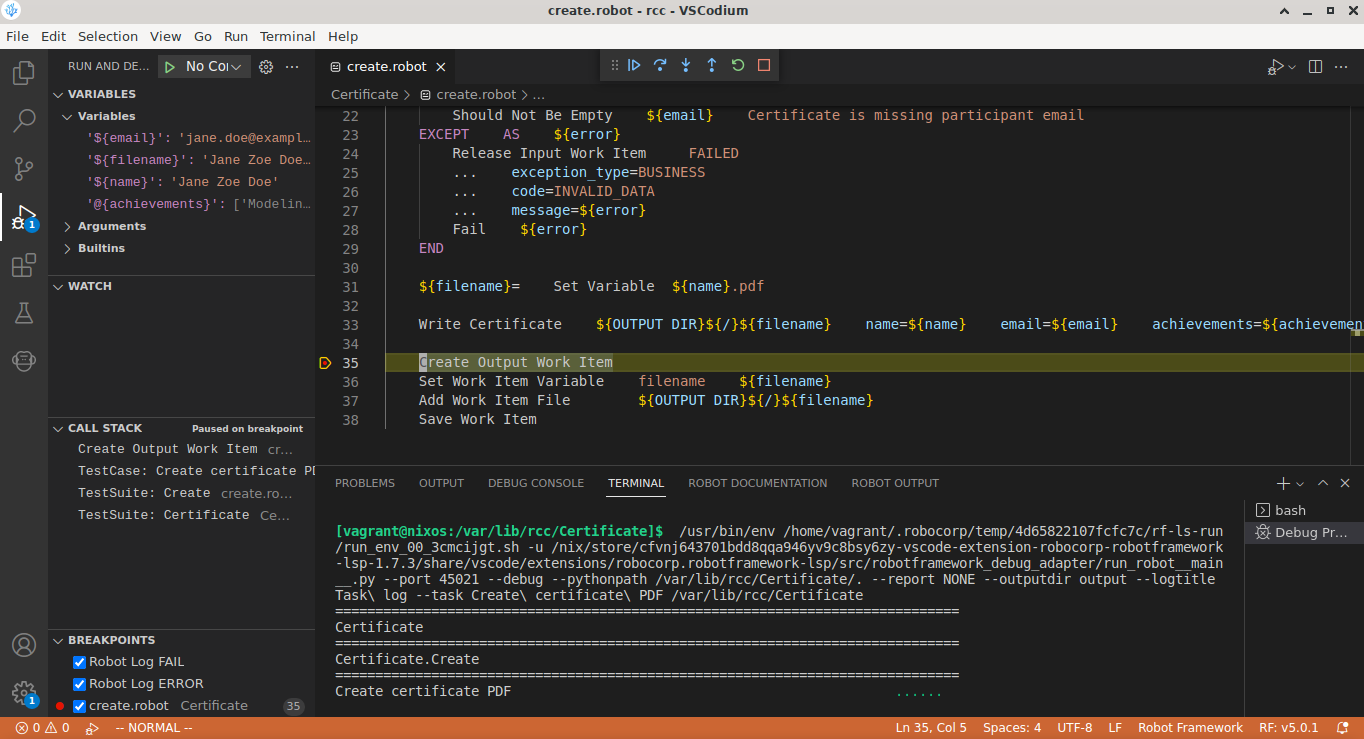 create.robot - rcc - VSCodium
File Edit Selection View Go Run Terminal Help
RUN AND DE... No Co
VARIABLES
Variables
'${email}': 'jane.doe@exampl...
'${filename}': 'Jane Zoe Doe...
'${name}': 'Jane Zoe Doe'
'@{achievements}': ['Modelin...
Arguments
Builtins
WATCH
CALL STACK Paused on breakpoint
Create Output Work Item cr...
TestCase: Create certificate PD
TestSuite: Create create.ro...
TestSuite: Certificate Ce...
BREAKPOINTS
Robot Log FAIL
Robot Log ERROR
create.robot Certificate 35
1
1
create.robot
Certificate > create.robot > ...
22 Should Not Be Empty ${email} Certificate is missing participant email
23 EXCEPT AS ${error}
24 Release Input Work Item FAILED
25 ... exception_type=BUSINESS
26 ... code=INVALID_DATA
27 ... message=${error}
28 Fail ${error}
29 END
30
31 ${filename}= Set Variable ${name}.pdf
32
33 Write Certificate ${OUTPUT DIR}${/}${filename} name=${name} email=${email} achievements=${achievemen
34
35 Create Output Work Item
36 Set Work Item Variable filename ${filename}
37 Add Work Item File ${OUTPUT DIR}${/}${filename}
38 Save Work Item
PROBLEMS OUTPUT DEBUG CONSOLE TERMINAL ROBOT DOCUMENTATION ROBOT OUTPUT
[vagrant@nixos:/var/lib/rcc/Certificate]$ /usr/bin/env /home/vagrant/.robocorp/temp/4d65822107fcfc7c/rf-ls-run
/run_env_00_3cmcijgt.sh -u /nix/store/cfvnj643701bdd8qqa946yv9c8bsy6zy-vscode-extension-robocorp-robotframework
-lsp-1.7.3/share/vscode/extensions/robocorp.robotframework-lsp/src/robotframework_debug_adapter/run_robot__main
__.py --port 45021 --debug --pythonpath /var/lib/rcc/Certificate/. --report NONE --outputdir output --logtitle
Task\ log --task Create\ certificate\ PDF /var/lib/rcc/Certificate
==============================================================================
Certificate
==============================================================================
Certificate.Create
==============================================================================
Create certificate PDF ......
bash
Debug Pr...
0 0 -- NORMAL -- Ln 35, Col 5 Spaces: 4 UTF-8 LF Robot Framework RF: v5.0.1